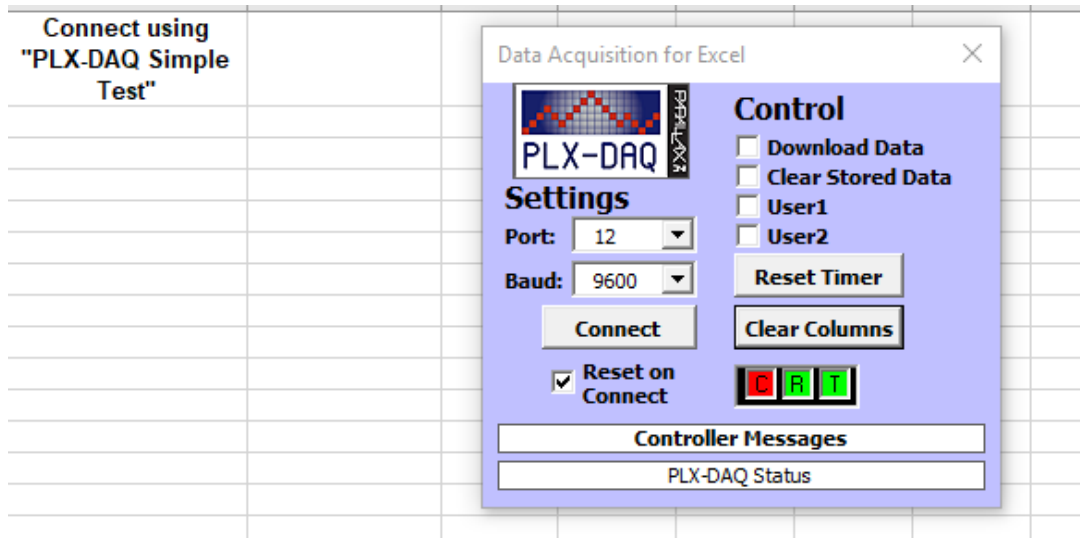 Connect using
"PLX-DAQ Simple
Test"
Data Acquisition for Excel
PLX-DAQ
PARALLAX
Settings
Port: 12
Baud: 9600
Connect
Reset on
Connect
Control
Download Data
Clear Stored Data
User1
User2
Reset Timer
Clear Columns
C R T
Controller Messages
PLX-DAQ Status